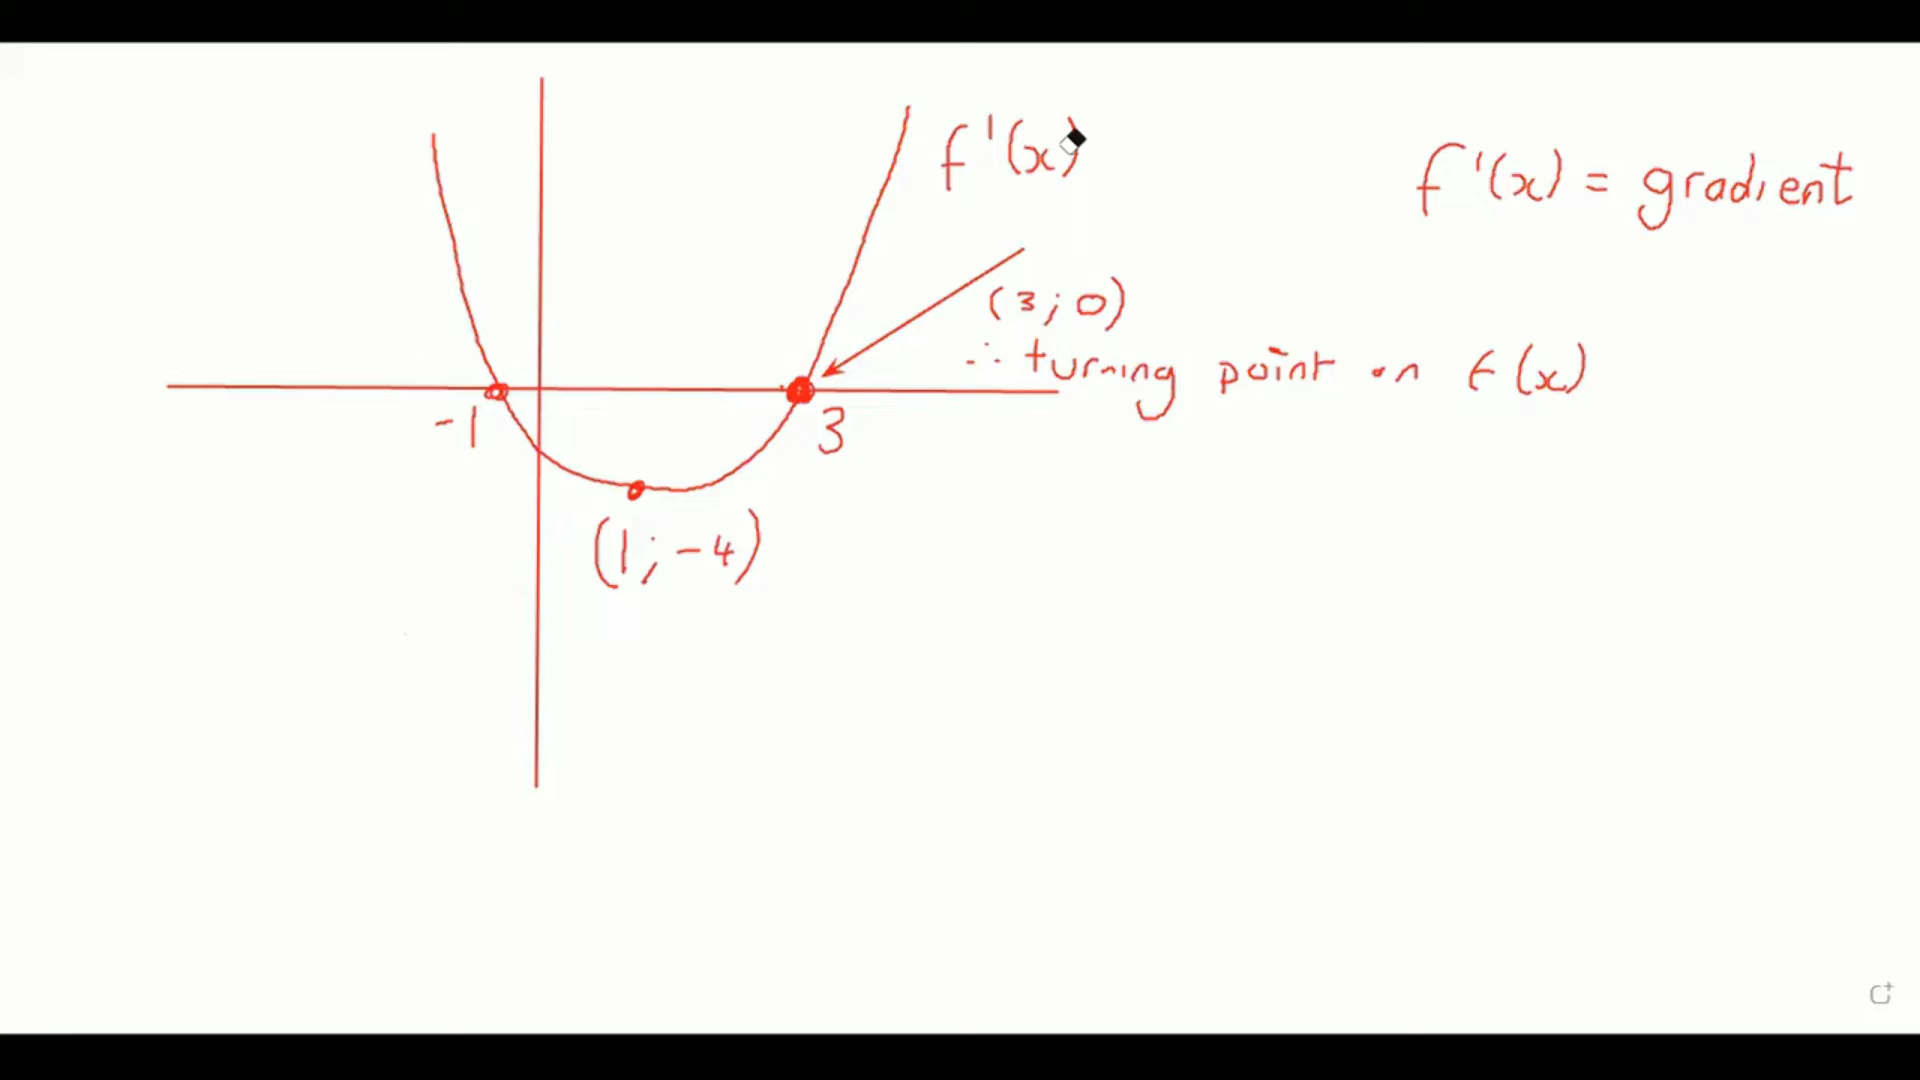 f'(x)
f'(x) = gradient
(3;0)
∴ turning point on f(x)
-1
3
(1;-4)